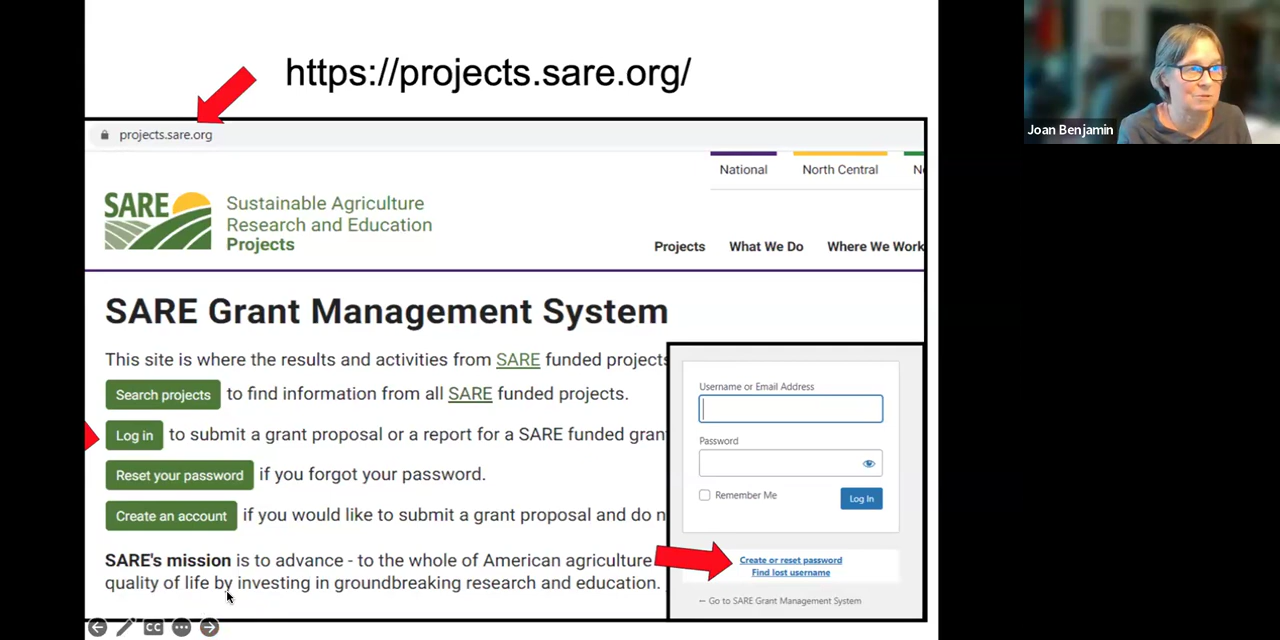 https://projects.sare.org/
Joan Benjamin
projects.sare.org
National
North Central
SARE
Sustainable Agriculture
Research and Education
Projects
Projects
What We Do
Where We Work
SARE Grant Management System
This site is where the results and activities from SARE funded projects
Search projects to find information from all SARE funded projects.
Log in to submit a grant proposal or a report for a SARE funded gran
Reset your password if you forgot your password.
Create an account if you would like to submit a grant proposal and do n
SARE's mission is to advance - to the whole of American agriculture
quality of life by investing in groundbreaking research and education.
Username or Email Address
Password
Remember Me
Log In
Create or reset password
Find lost username
← Go to SARE Grant Management System
CC